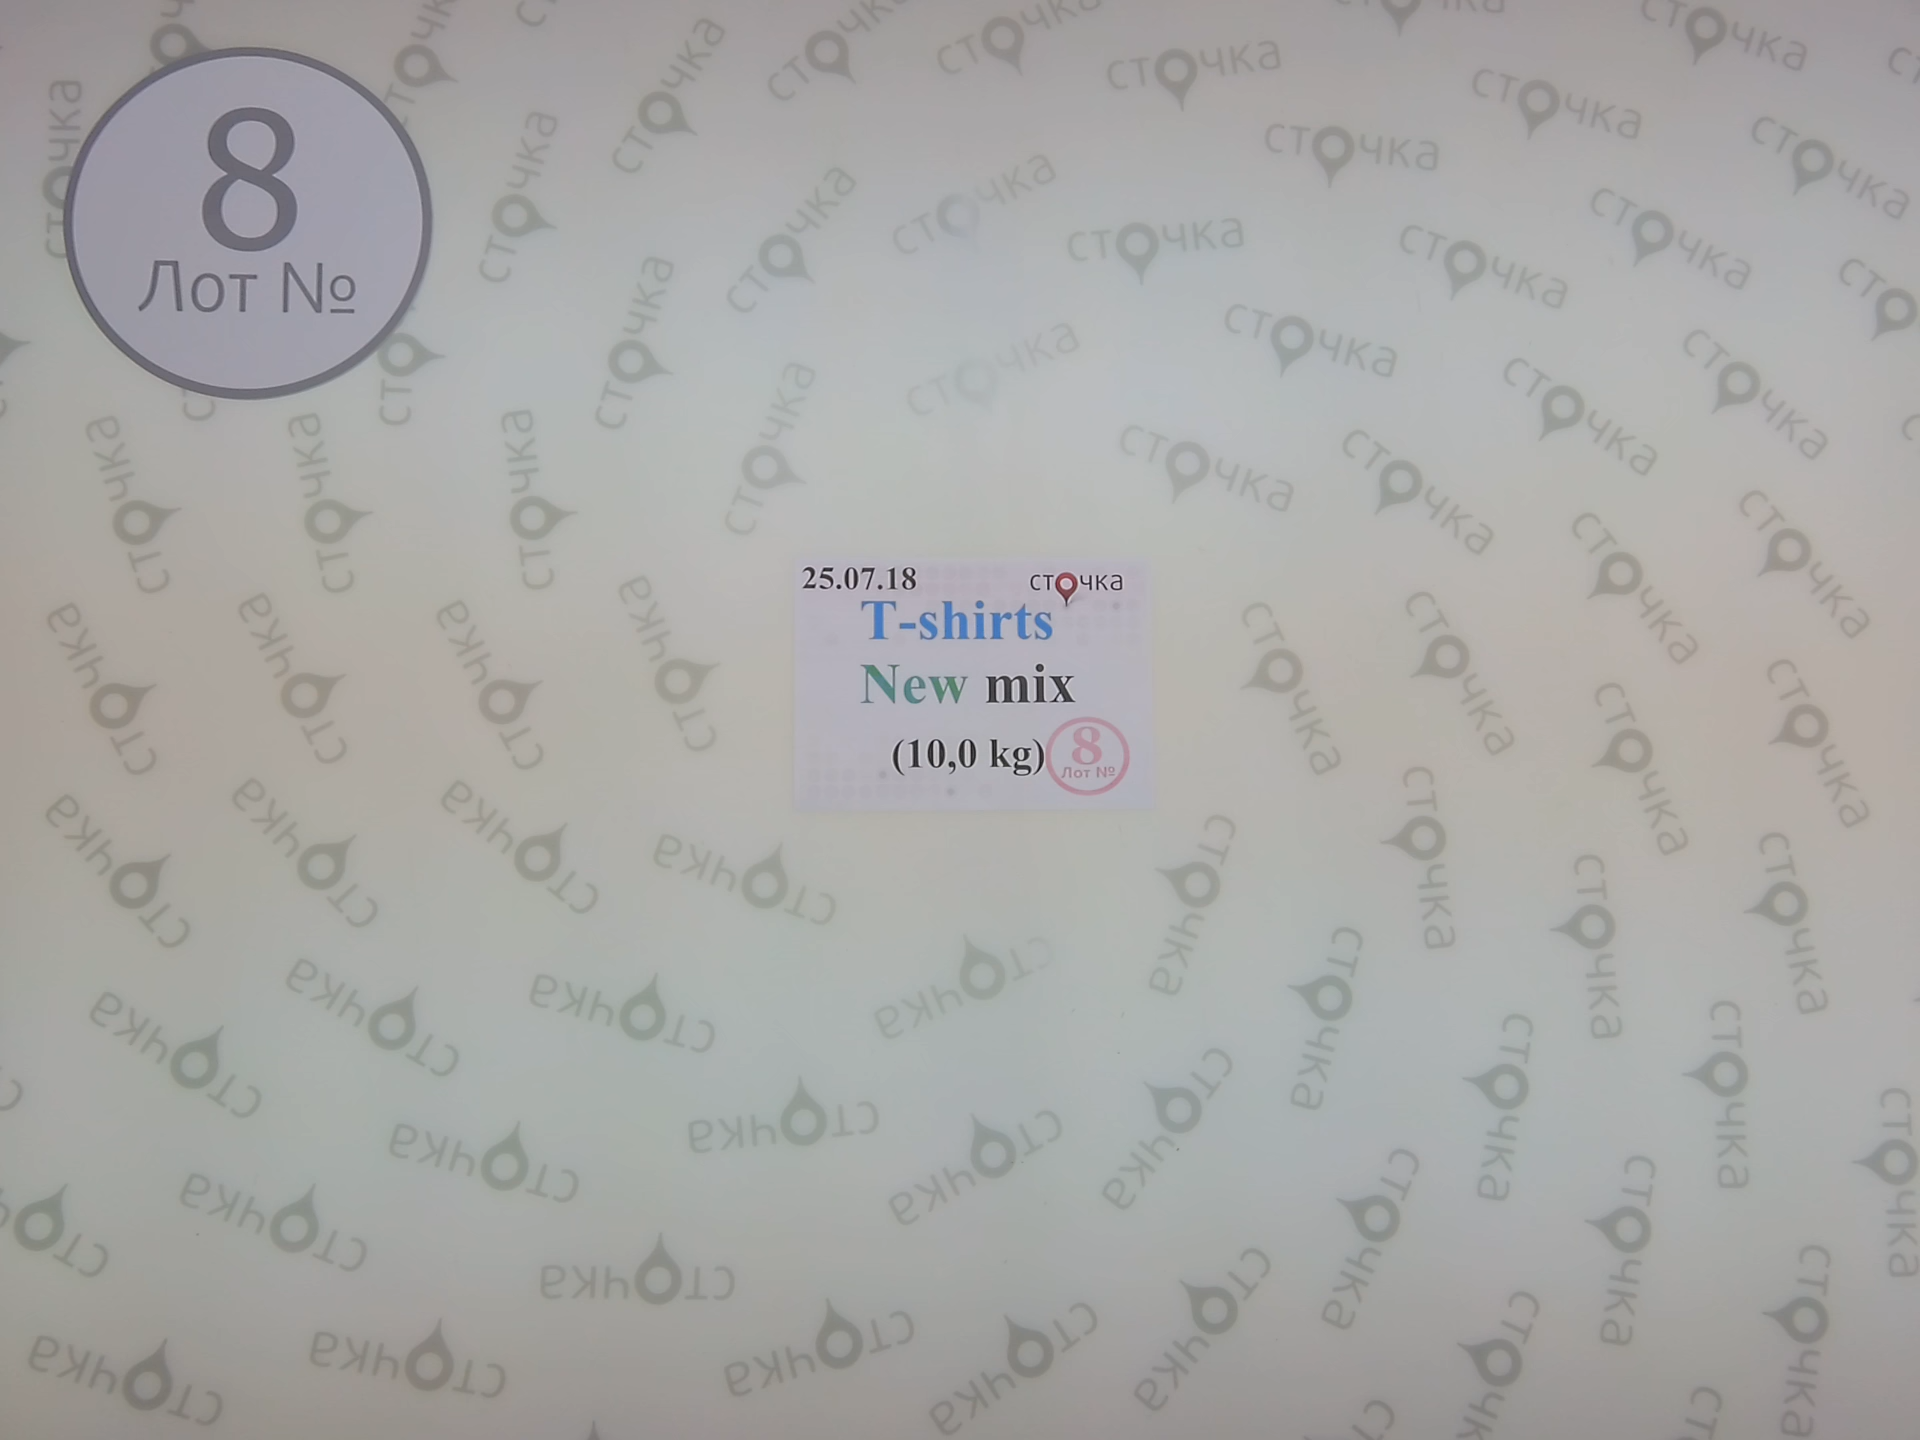 8
Лот №
25.07.18
сточка
T-shirts
New mix
(10,0 kg)
8
Лот №